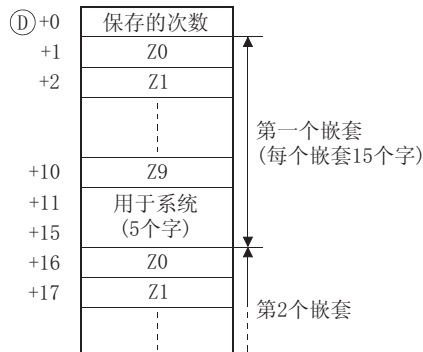 Ⓓ+0 保存的次数
+1 Z0
+2 Z1
+10 Z9
+11 用于系统
+15 (5个字)
+16 Z0
+17 Z1
第一个嵌套
(每个嵌套15个字)
第2个嵌套